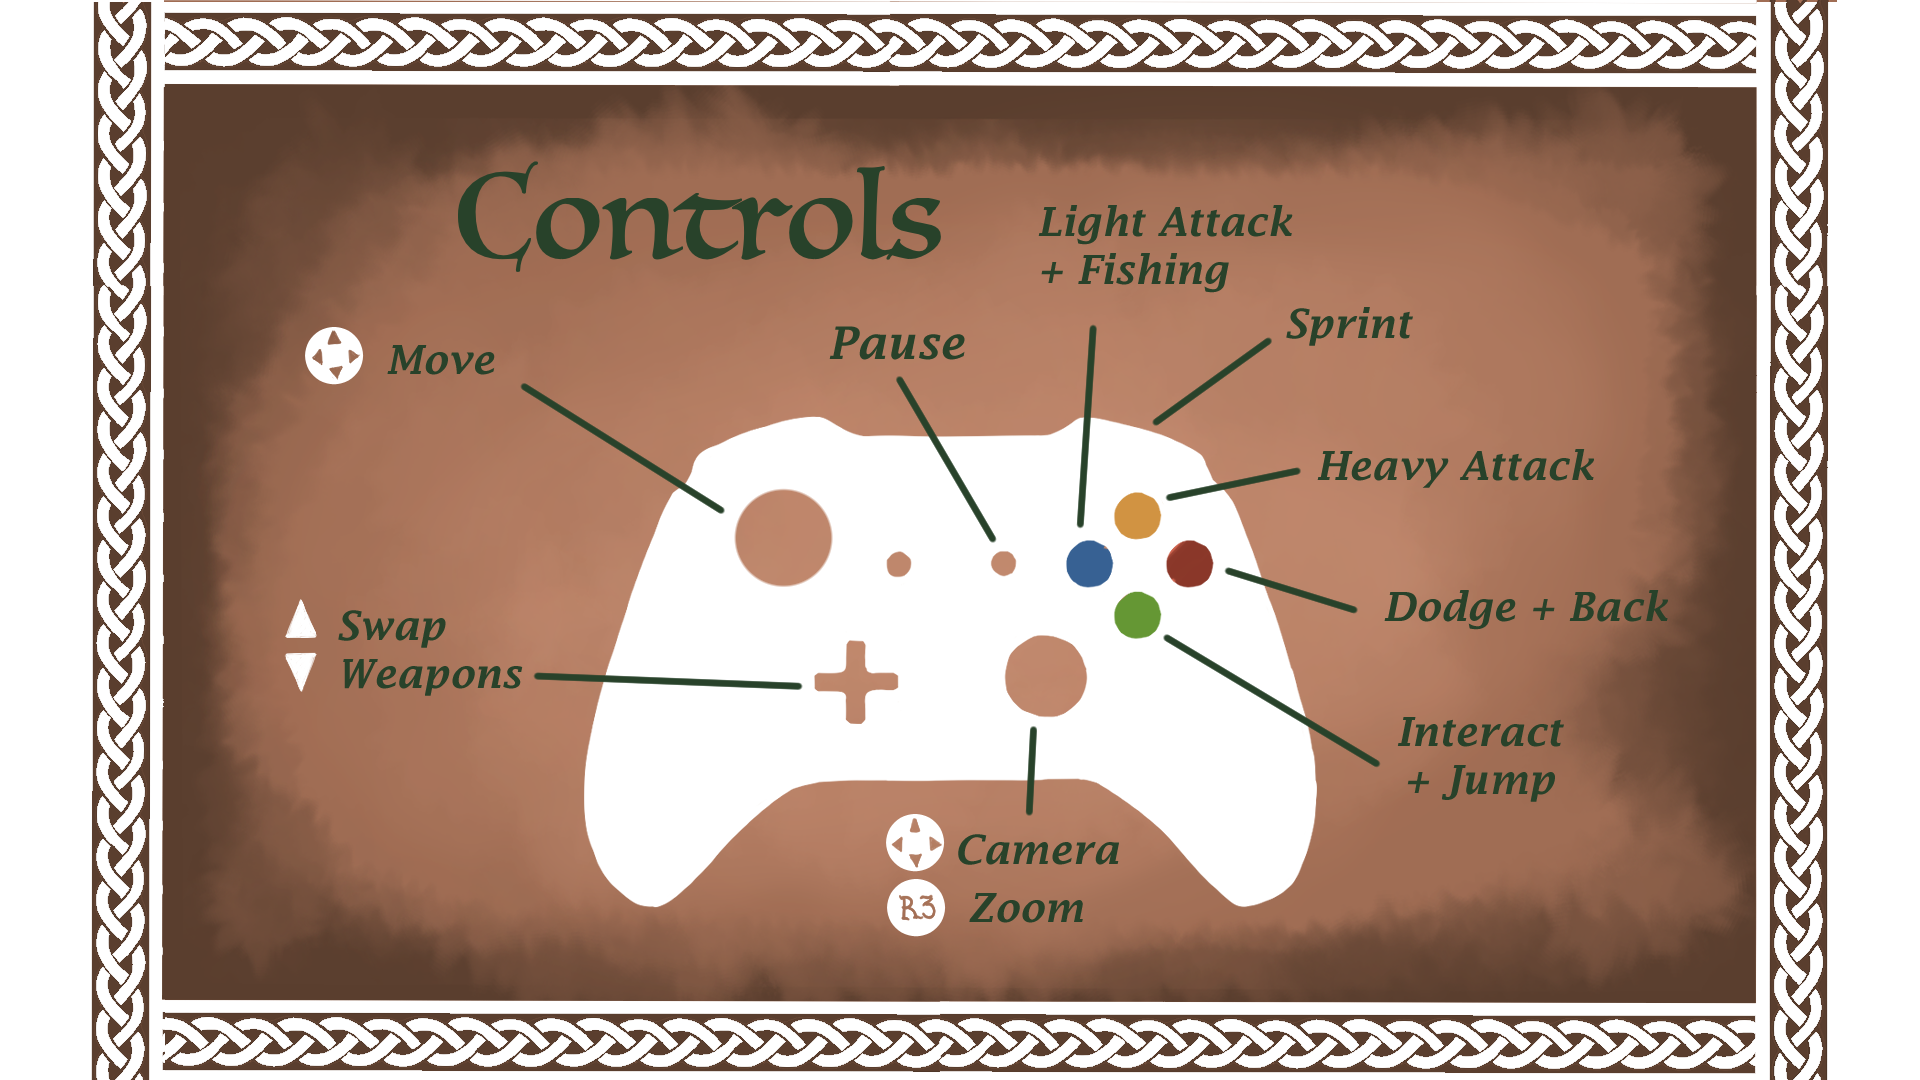 Controls
Light Attack
+ Fishing
Sprint
Pause
Move
Heavy Attack
Dodge + Back
Swap
Weapons
Interact
+ Jump
Camera
R3 Zoom